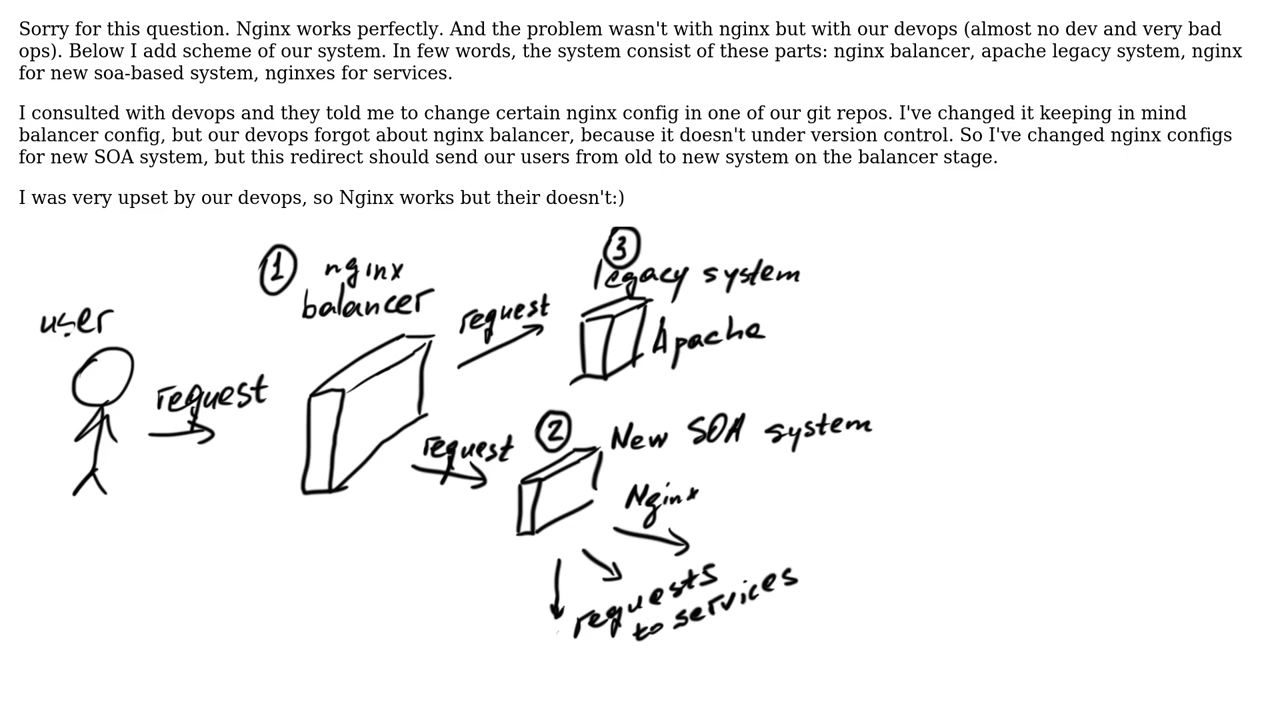 Sorry for this question. Nginx works perfectly. And the problem wasn't with nginx but with our devops (almost no dev and very bad
ops). Below I add scheme of our system. In few words, the system consist of these parts: nginx balancer, apache legacy system, nginx
for new soa-based system, nginxes for services.
I consulted with devops and they told me to change certain nginx config in one of our git repos. I've changed it keeping in mind
balancer config, but our devops forgot about nginx balancer, because it doesn't under version control. So I've changed nginx configs
for new SOA system, but this redirect should send our users from old to new system on the balancer stage.
I was very upset by our devops, so Nginx works but their doesn't:)
user
request
1
nginx
balancer
request
3
legacy system
Apache
request
2
New SOA system
Nginx
requests
to services